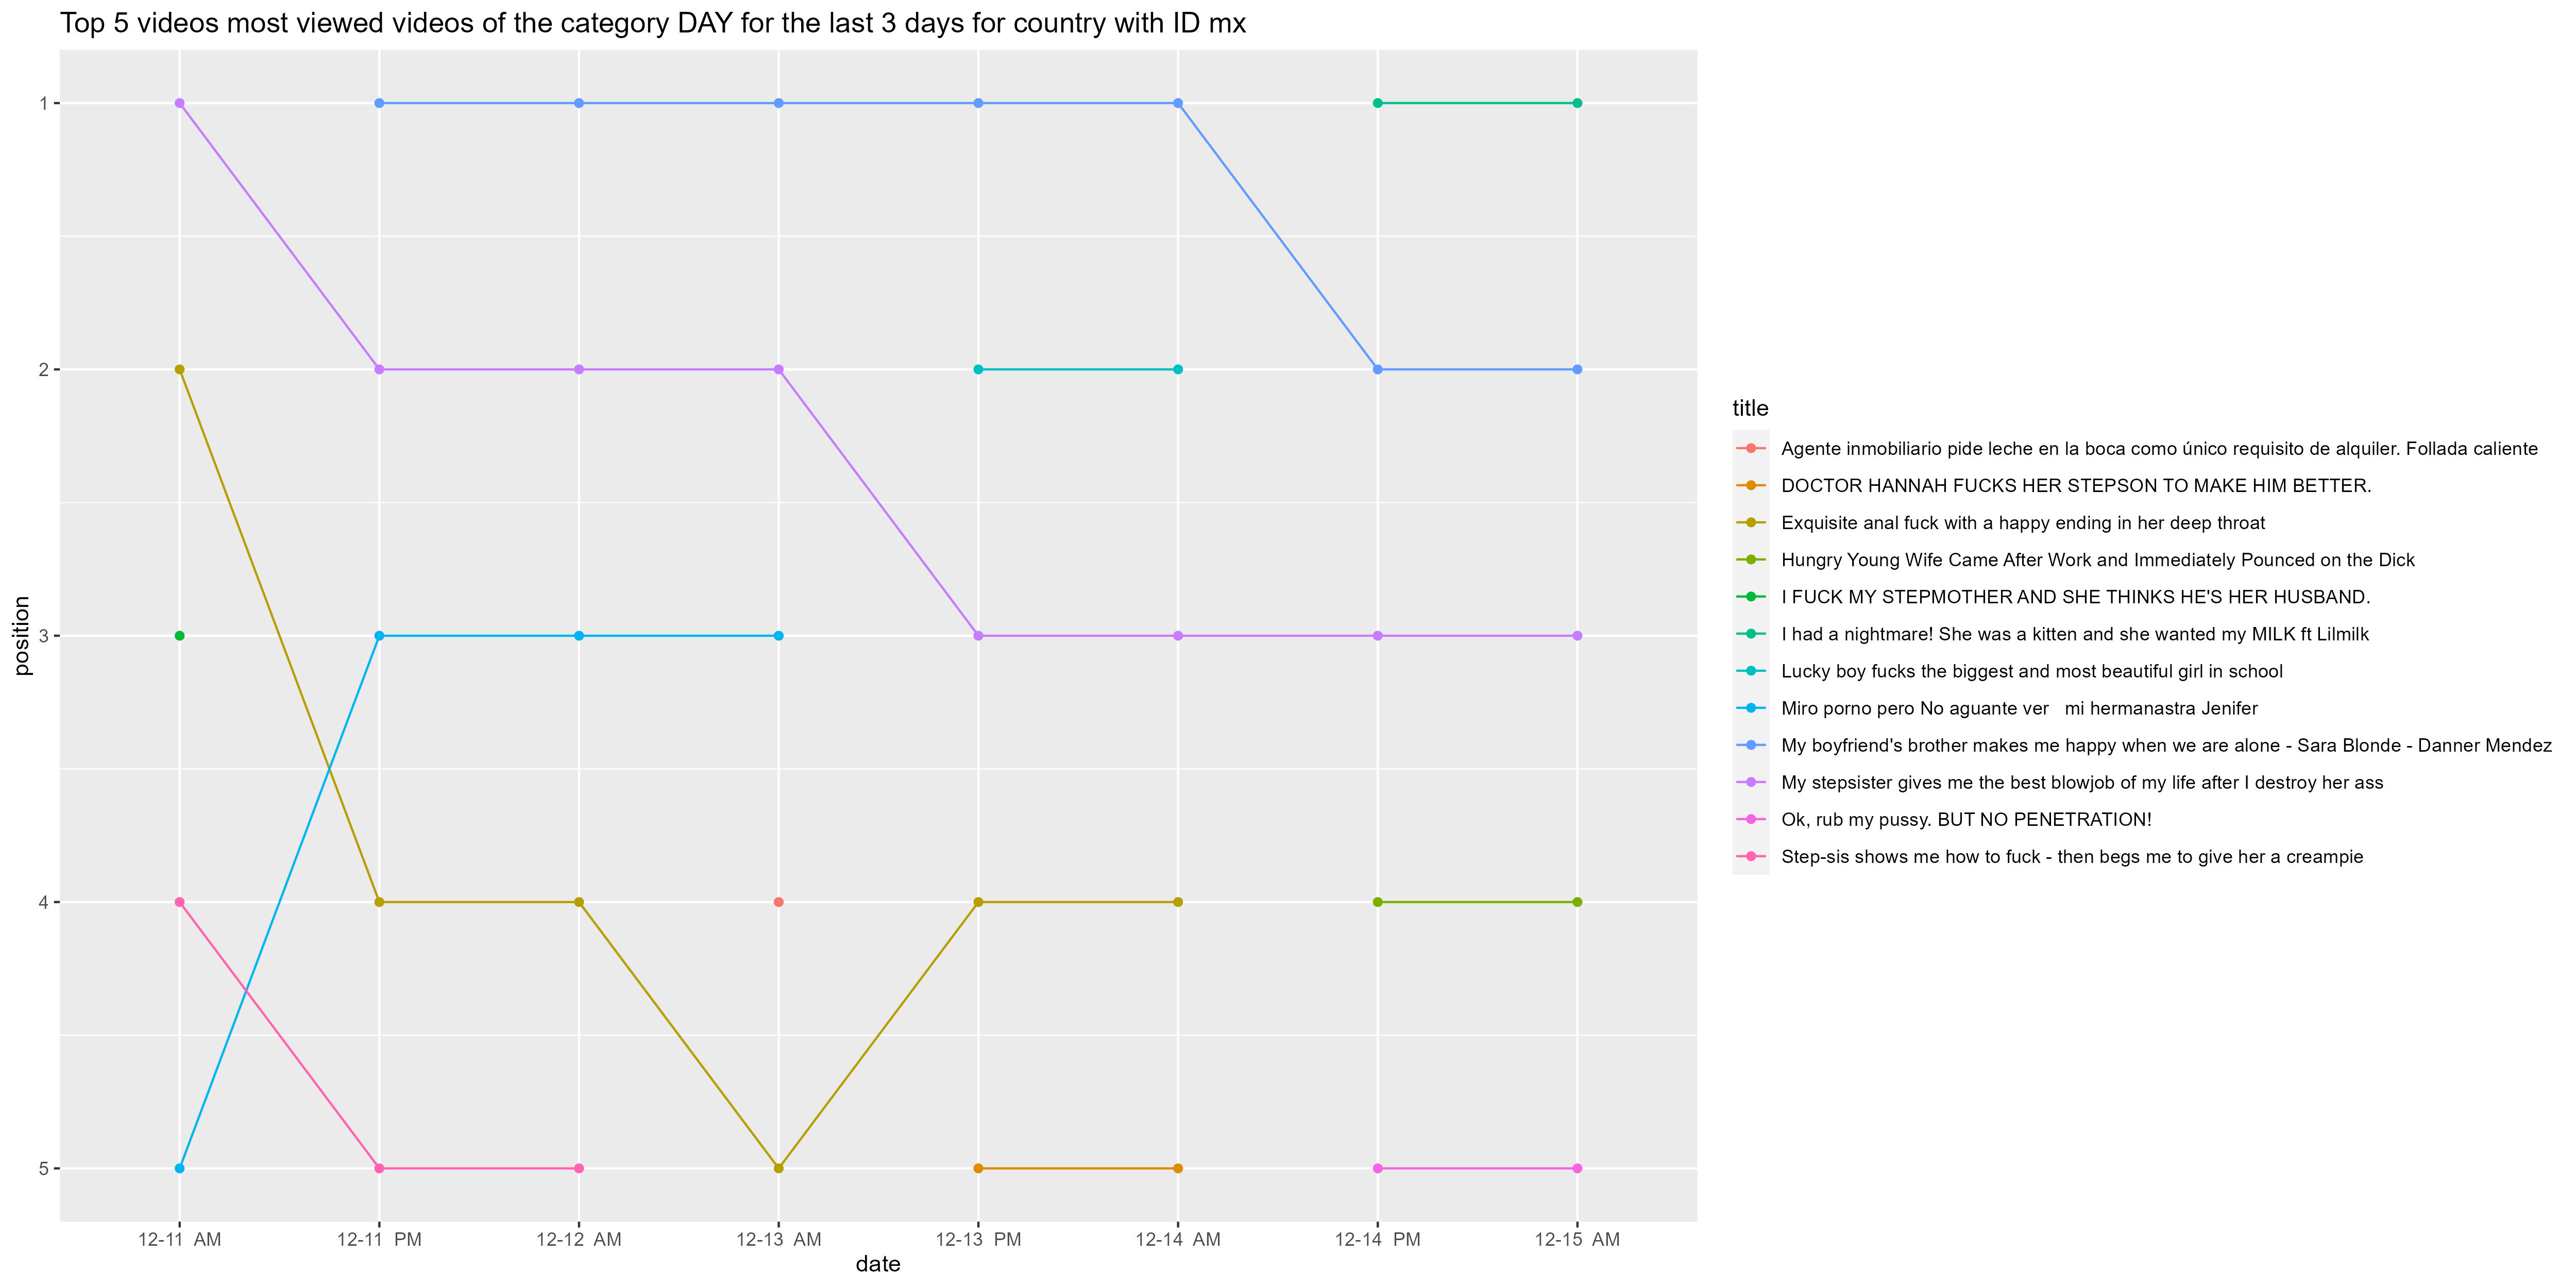 Top 5 videos most viewed videos of the category DAY for the last 3 days for country with ID mx
position
1
2
3
4
5
12-11 AM
12-11 PM
12-12 AM
12-13 AM
12-13 PM
12-14 AM
12-14 PM
12-15 AM
date
title
Agente inmobiliario pide leche en la boca como único requisito de alquiler. Follada caliente
DOCTOR HANNAH FUCKS HER STEPSON TO MAKE HIM BETTER.
Exquisite anal fuck with a happy ending in her deep throat
Hungry Young Wife Came After Work and Immediately Pounced on the Dick
I FUCK MY STEPMOTHER AND SHE THINKS HE'S HER HUSBAND.
I had a nightmare! She was a kitten and she wanted my MILK ft Lilmilk
Lucky boy fucks the biggest and most beautiful girl in school
Miro porno pero No aguante ver   mi hermanastra Jenifer
My boyfriend's brother makes me happy when we are alone - Sara Blonde - Danner Mendez
My stepsister gives me the best blowjob of my life after I destroy her ass
Ok, rub my pussy. BUT NO PENETRATION!
Step-sis shows me how to fuck - then begs me to give her a creampie